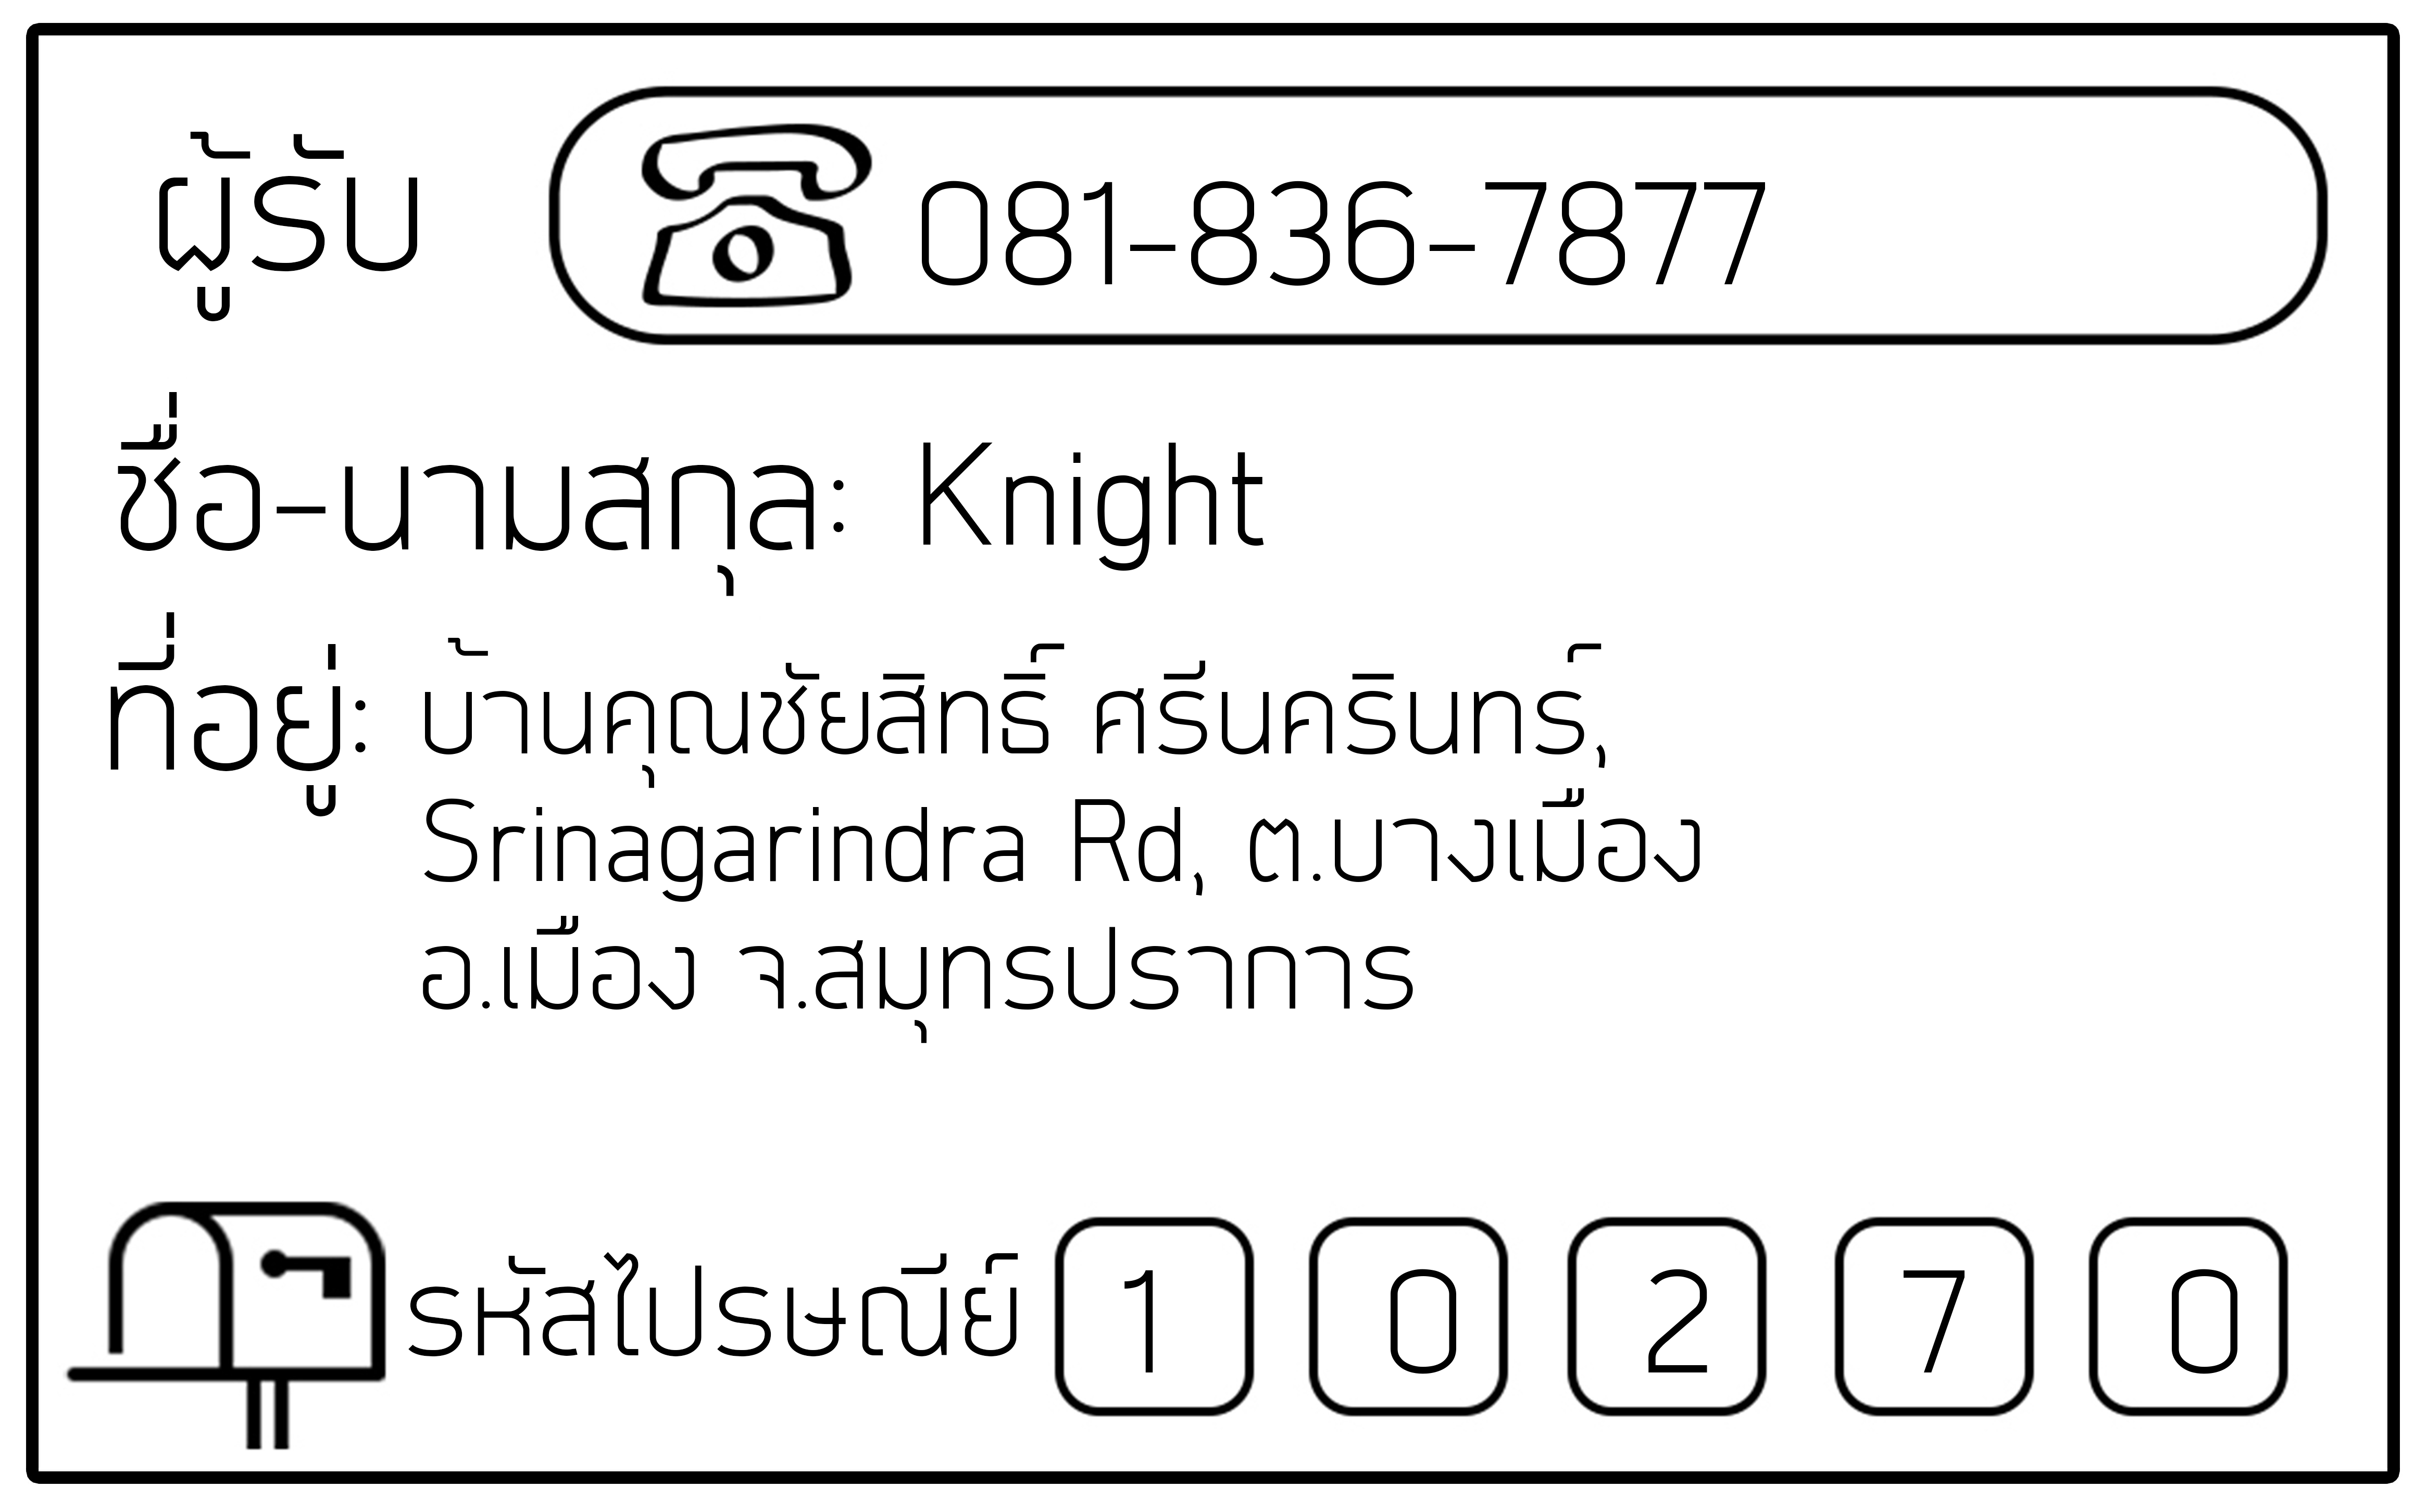 ผู้รับ 081-836-7877
ชื่อ-นามสกุล: Knight
ที่อยู่: บ้านคุณชัยสิทธิ์ ศรีนครินทร์,
Srinagarindra Rd, ต.บางเมือง
อ.เมือง จ.สมุทรปราการ
รหัสไปรษณีย์ 1 0 2 7 0